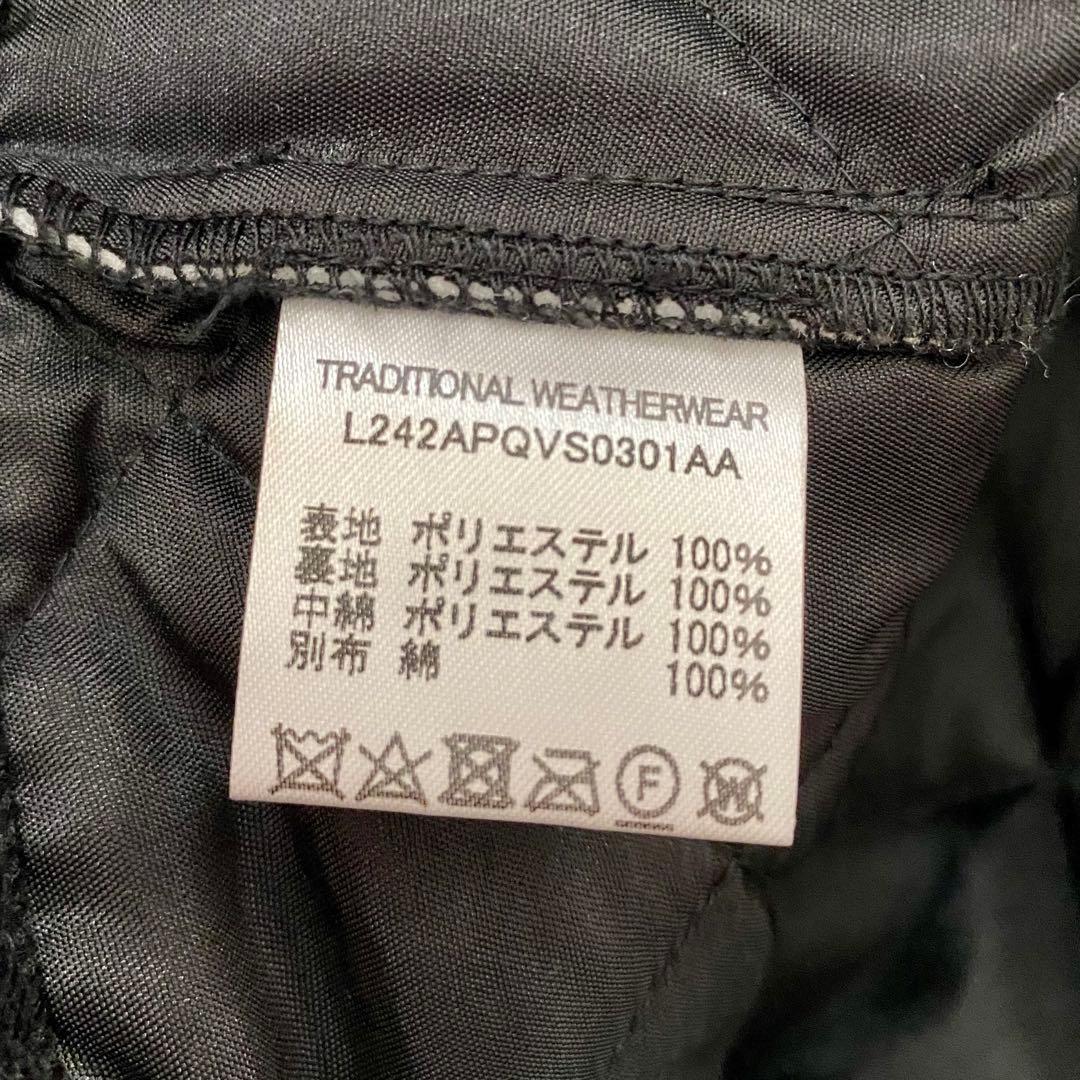 TRADITIONAL WEATHERWEAR
L242APQVS0301AA
表地 ポリエステル 100%
裏地 ポリエステル 100%
中綿 ポリエステル 100%
別布 綿 100%
F
W